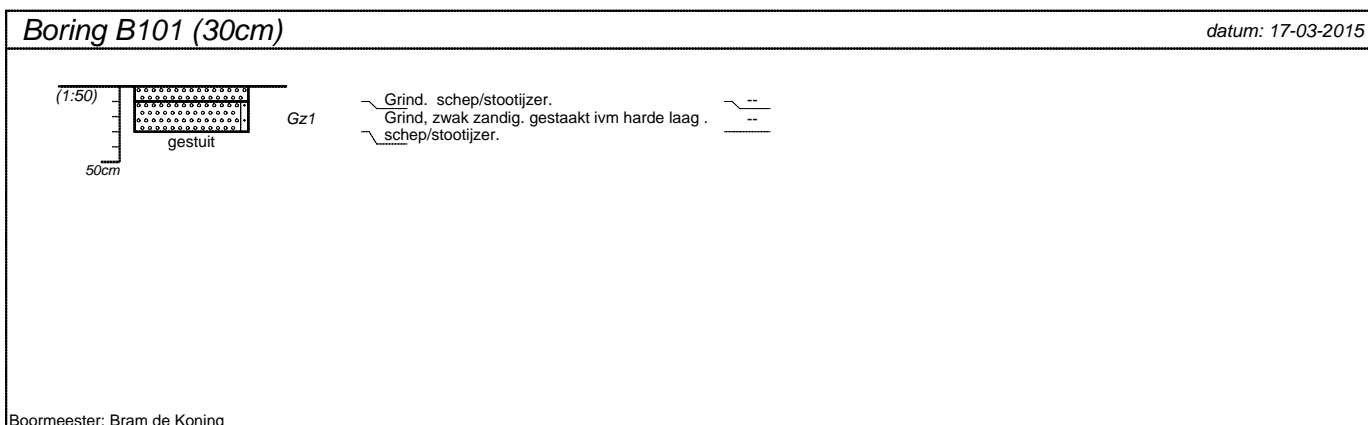 Boring B101 (30cm)
datum: 17-03-2015
(1:50)
Grind. schep/stootijzer.
--
Gz1
Grind, zwak zandig. gestaakt ivm harde laag .
--
schep/stootijzer.
gestuit
50cm
Boormeester: Bram de Koning